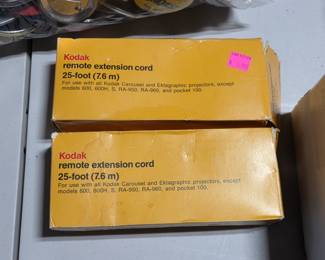 Kodak
remote extension cord
25-foot (7.6 m)
For use with all Kodak Carousel and Ektagraphic projectors, except
models 600, 600H, S, RA-950, RA-960, and pocket 100.
Kodak
remote extension cord
25-foot (7.6 m)
For use with all Kodak Carousel and Ektagraphic projectors, except
models 600, 600H, S, RA-950, RA-960, and pocket 100.